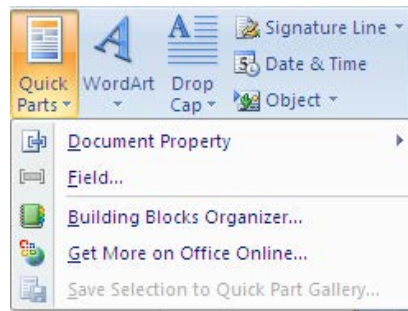 Quick Parts
WordArt
Drop Cap
Signature Line
Date & Time
Object
Document Property
Field...
Building Blocks Organizer...
Get More on Office Online...
Save Selection to Quick Part Gallery...